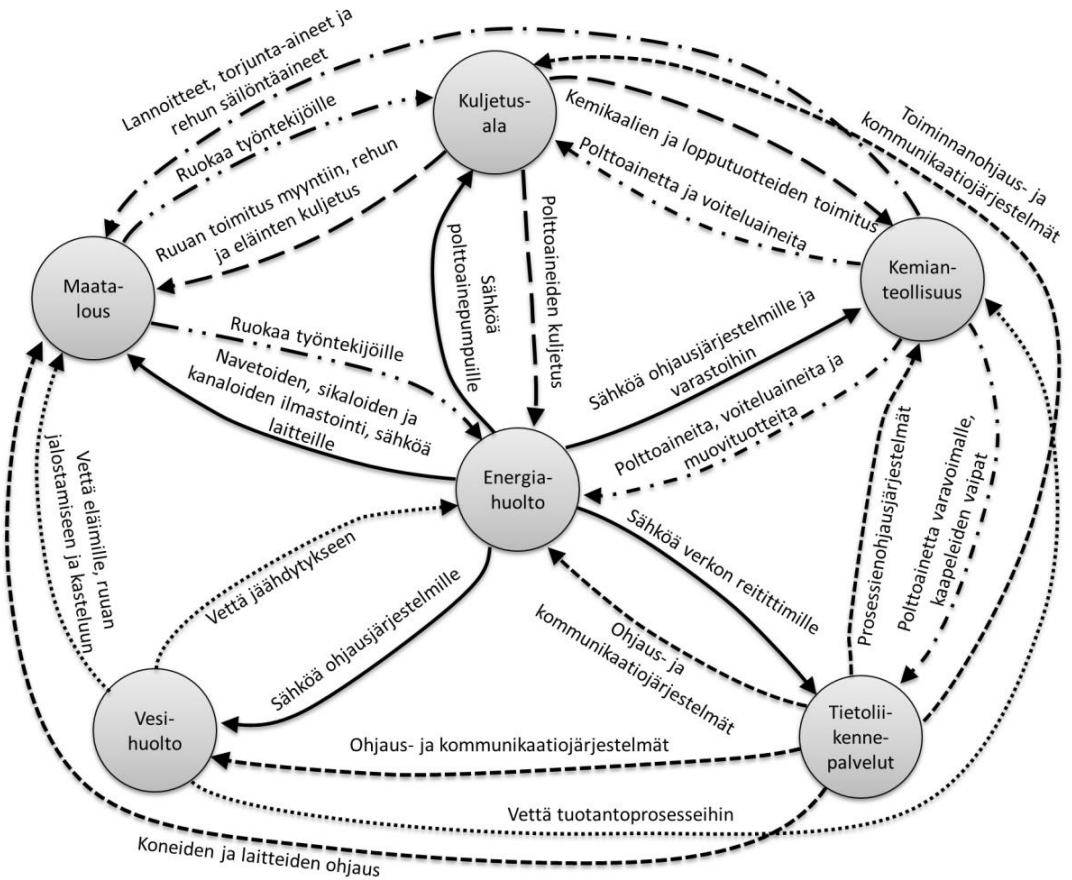 Lannoitteet, torjunta-aineet ja
rehun säilöntäaineet
Ruokaa työntekijöille
Ruuan toimitus myyntiin, rehun
ja eläinten kuljetus
Kuljetus-
ala
Kemikaalien ja lopputuotteiden toimitus
Polttoainetta ja voiteluaineita
Toiminnanohjaus- ja
kommunikaatiojärjestelmät
Maata-
lous
Kemian-
teollisuus
Sähköä
polttoainepumpuille
Polttoaineiden kuljetus
Ruokaa työntekijöille
Navetoiden, sikaloiden ja
kanaloiden ilmastointi, sähköä
laitteille
Sähköä ohjausjärjestelmille ja
varastoihin
Polttoaineita, voiteluaineita ja
muovituotteita
Energia-
huolto
Prosessienohjausjärjestelmät
Polttoainetta varavoimalle,
kaapeleiden vaipat
Vettä eläimille, ruuan
jalostamiseen ja kasteluun
Vettä jäähdytykseen
Sähköä ohjausjärjestelmille
Sähköä verkon reitittimille
Ohjaus- ja
kommunikaatiojärjestelmät
Vesi-
huolto
Tietolii-
kenne-
palvelut
Ohjaus- ja kommunikaatiojärjestelmät
Vettä tuotantoprosesseihin
Koneiden ja laitteiden ohjaus